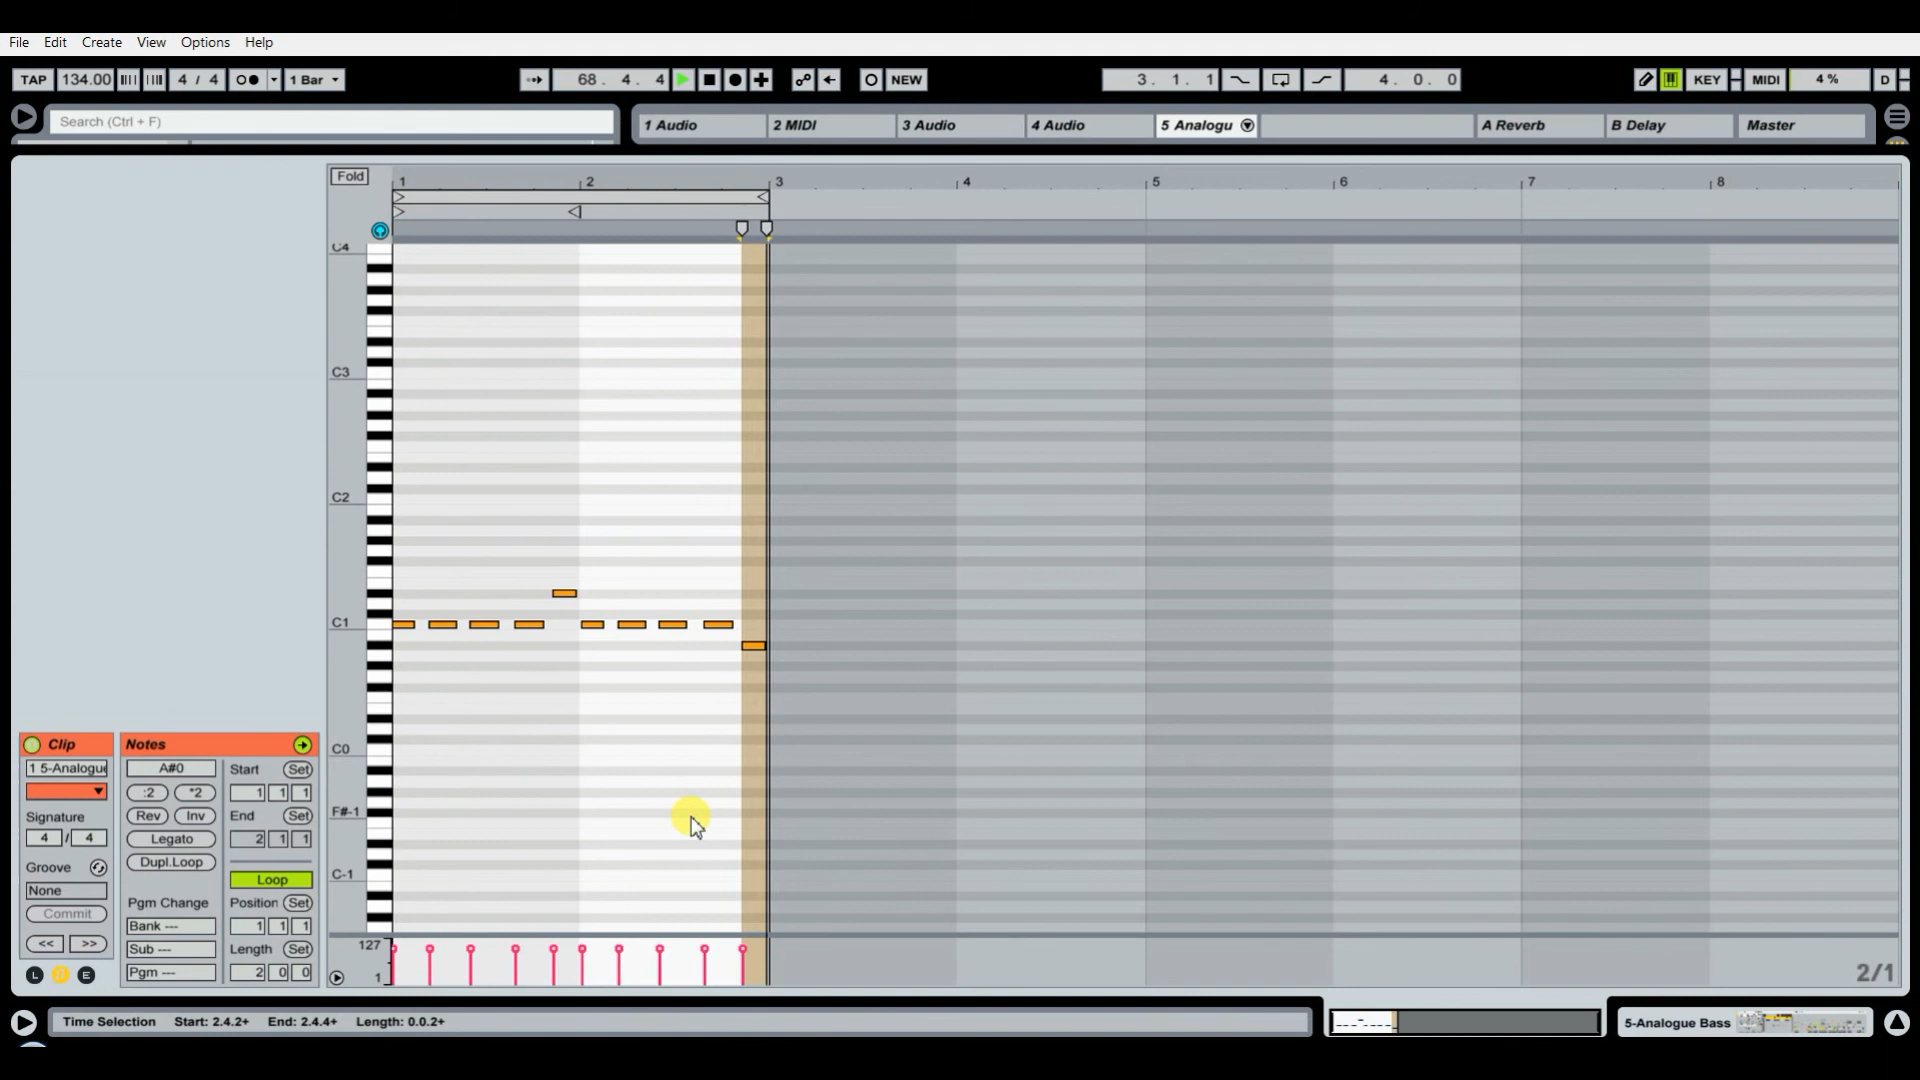 File Edit Create View Options Help
TAP 134.00 4 / 4 1 Bar 68. 4. 4 NEW 3. 1. 1 4. 0. 0 KEY MIDI 4 % D
Search (Ctrl + F) 1 Audio 2 MIDI 3 Audio 4 Audio 5 Analogu A Reverb B Delay Master
Fold 1 2 3 4 5 6 7 8
C4
C3
C2
C1
C0
F#-1
C-1
Clip
1 5-Analogu
Signature
4 / 4
Groove
None
Commit
<< >>
L E
Notes
A#0
:2 *2
Rev Inv
Legato
Dupl.Loop
Pgm Change
Bank ---
Sub ---
Pgm ---
Start Set
1 1 1
End Set
2 1 1
Loop
Position Set
1 1 1
Length Set
2 0 0
127
1
2/1
Time Selection Start: 2.4.2+ End: 2.4.4+ Length: 0.0.2+
5-Analogue Bass